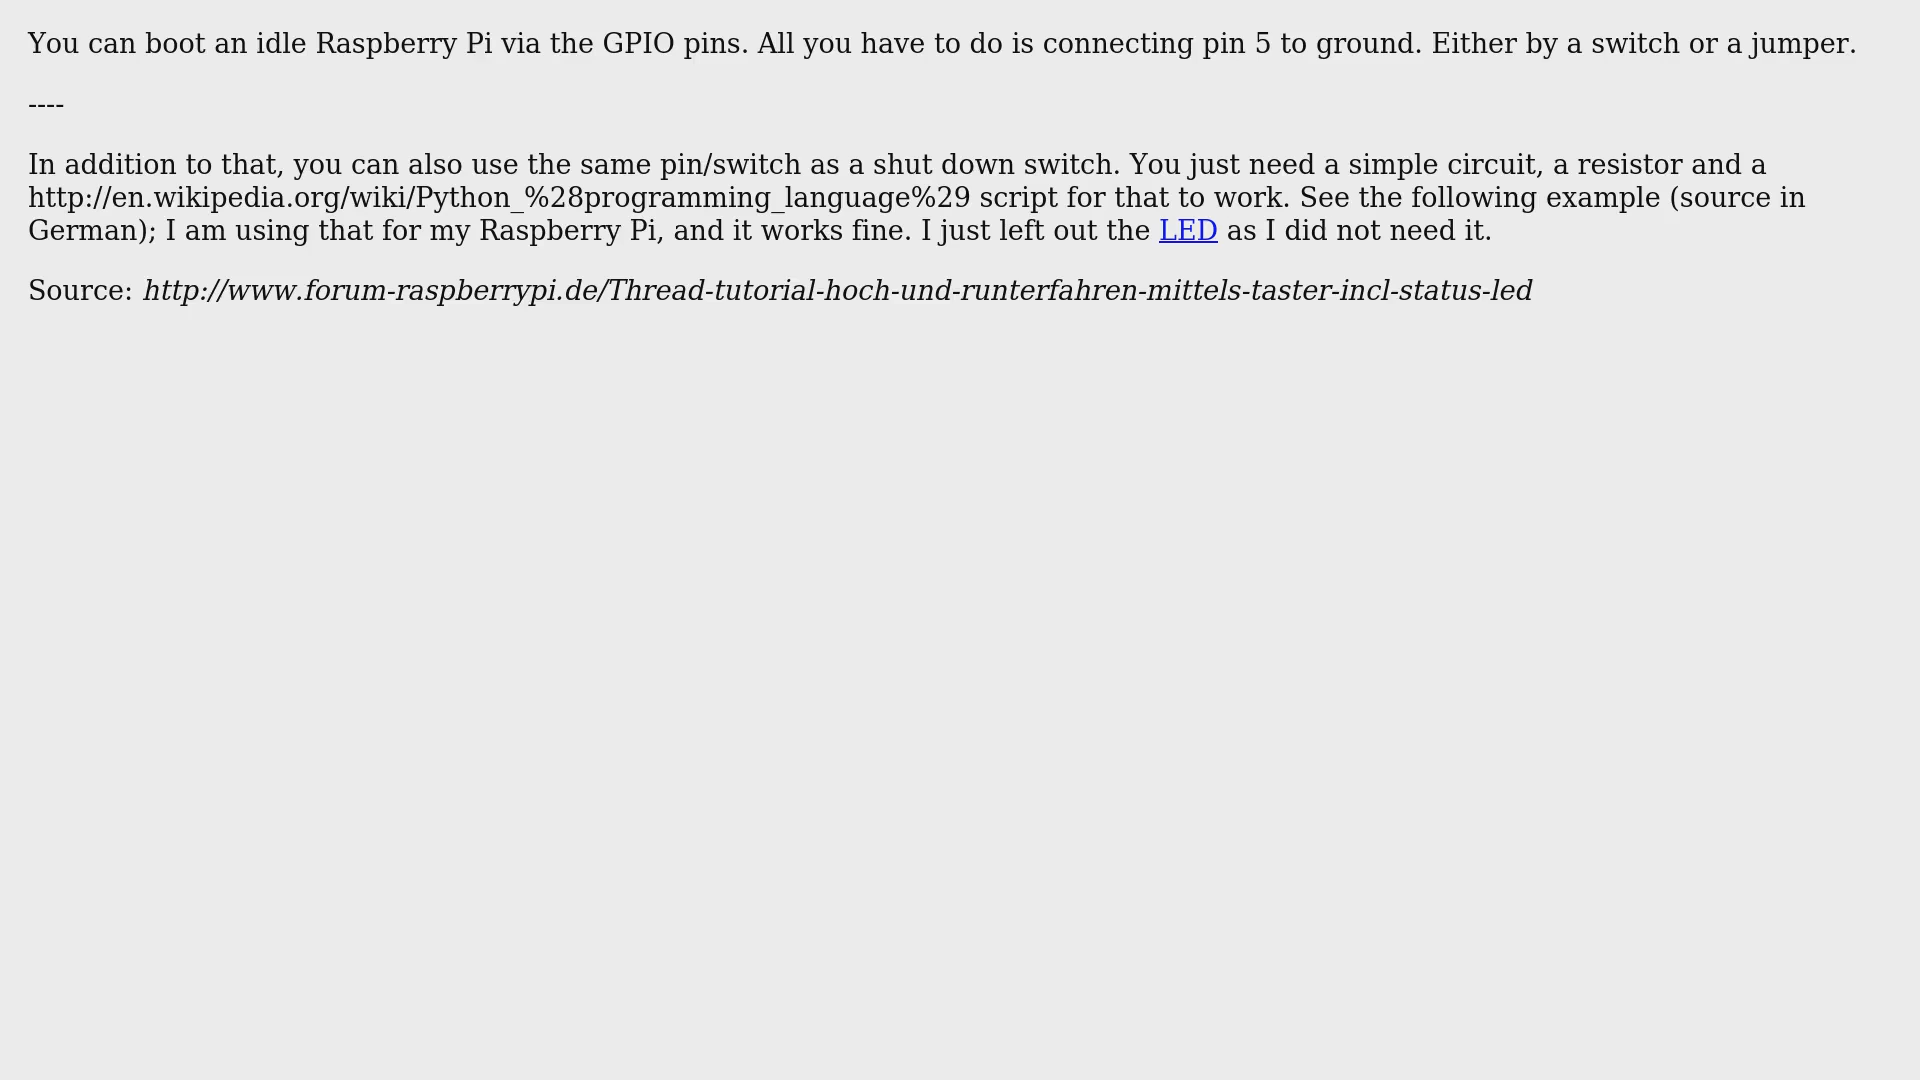 You can boot an idle Raspberry Pi via the GPIO pins. All you have to do is connecting pin 5 to ground. Either by a switch or a jumper.
----
In addition to that, you can also use the same pin/switch as a shut down switch. You just need a simple circuit, a resistor and a
http://en.wikipedia.org/wiki/Python_%28programming_language%29 script for that to work. See the following example (source in
German); I am using that for my Raspberry Pi, and it works fine. I just left out the LED as I did not need it.
Source: http://www.forum-raspberrypi.de/Thread-tutorial-hoch-und-runterfahren-mittels-taster-incl-status-led